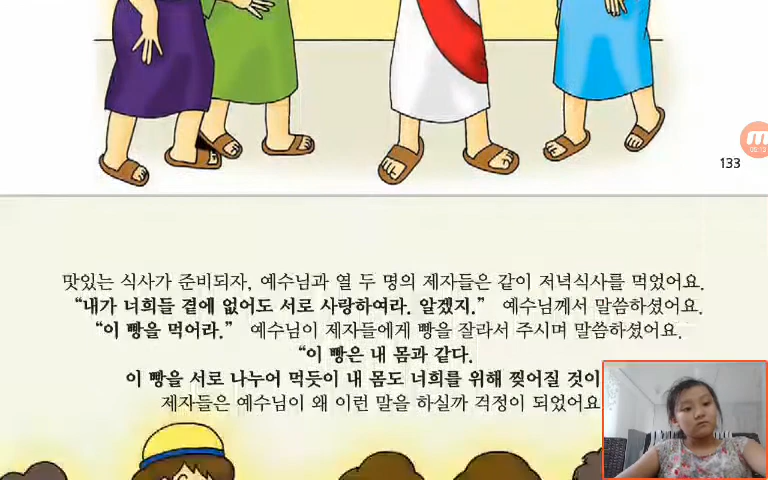 133
맛있는 식사가 준비되자, 예수님과 열 두 명의 제자들은 같이 저녁식사를 먹었어요.
“내가 너희들 곁에 없어도 서로 사랑하여라. 알겠지.” 예수님께서 말씀하셨어요.
“이 빵을 먹어라.” 예수님이 제자들에게 빵을 잘라서 주시며 말씀하셨어요.
“이 빵은 내 몸과 같다.
이 빵을 서로 나누어 먹듯이 내 몸도 너희를 위해 찢어질 것이
제자들은 예수님이 왜 이런 말을 하실까 걱정이 되었어요